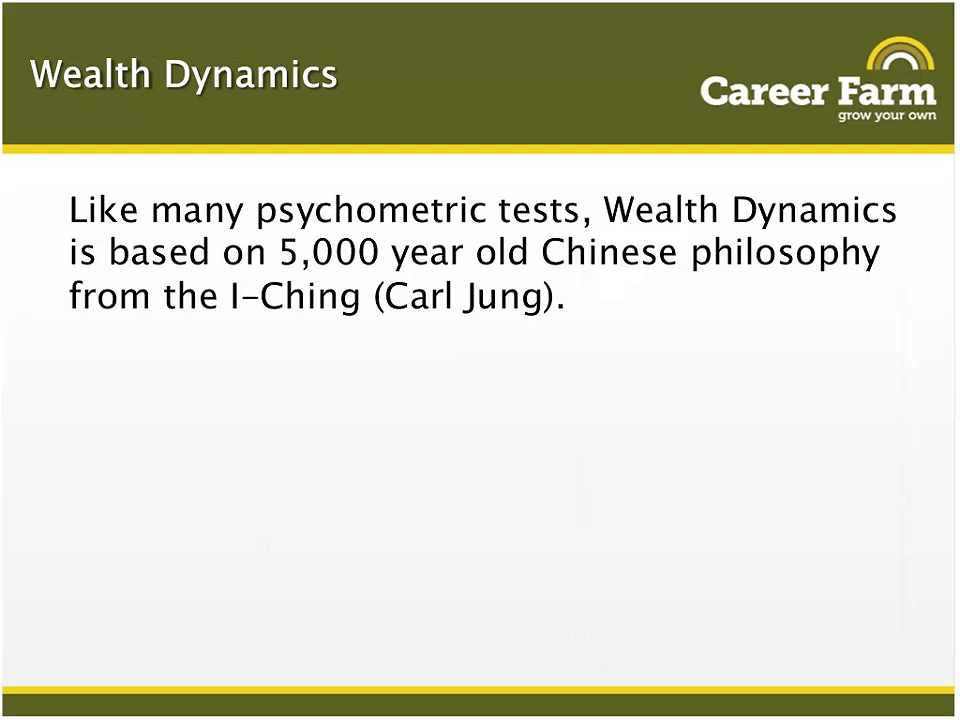 Wealth Dynamics
Career Farm
grow your own
Like many psychometric tests, Wealth Dynamics
is based on 5,000 year old Chinese philosophy
from the I-Ching (Carl Jung).